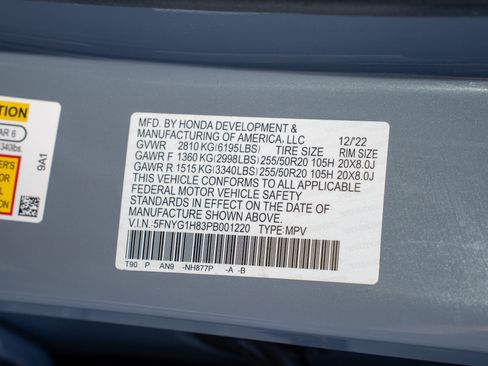 TION
AR 6
340lbs.
9A1
MFD. BY HONDA DEVELOPMENT &
MANUFACTURING OF AMERICA, LLC 12/'22
GVWR 2810 KG(6195LBS) TIRE SIZE RIM SIZE
GAWR F 1360 KG(2998LBS) 255/50R20 105H 20X8.0J
GAWR R 1515 KG(3340LBS) 255/50R20 105H 20X8.0J
THIS VEHICLE CONFORMS TO ALL APPLICABLE
FEDERAL MOTOR VEHICLE SAFETY
STANDARDS IN EFFECT ON THE DATE OF
MANUFACTURE SHOWN ABOVE.
V.I.N.: 5FNYG1H83PB001220 TYPE:MPV
T90 P AN9 -NH877P -A -B